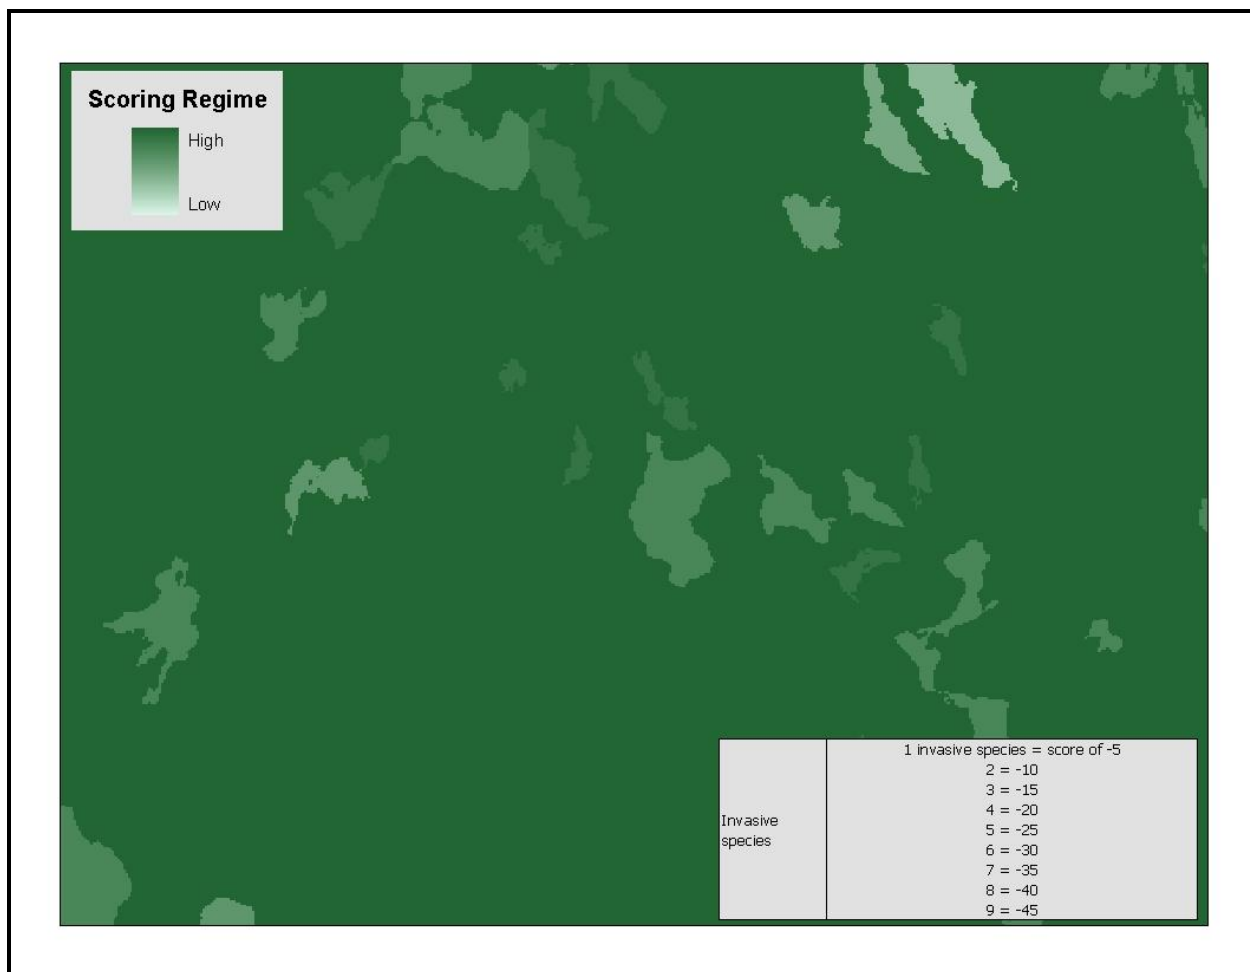 Scoring Regime
High
Low
1 invasive species = score of -5
2 = -10
3 = -15
4 = -20
Invasive
5 = -25
species
6 = -30
7 = -35
8 = -40
9 = -45